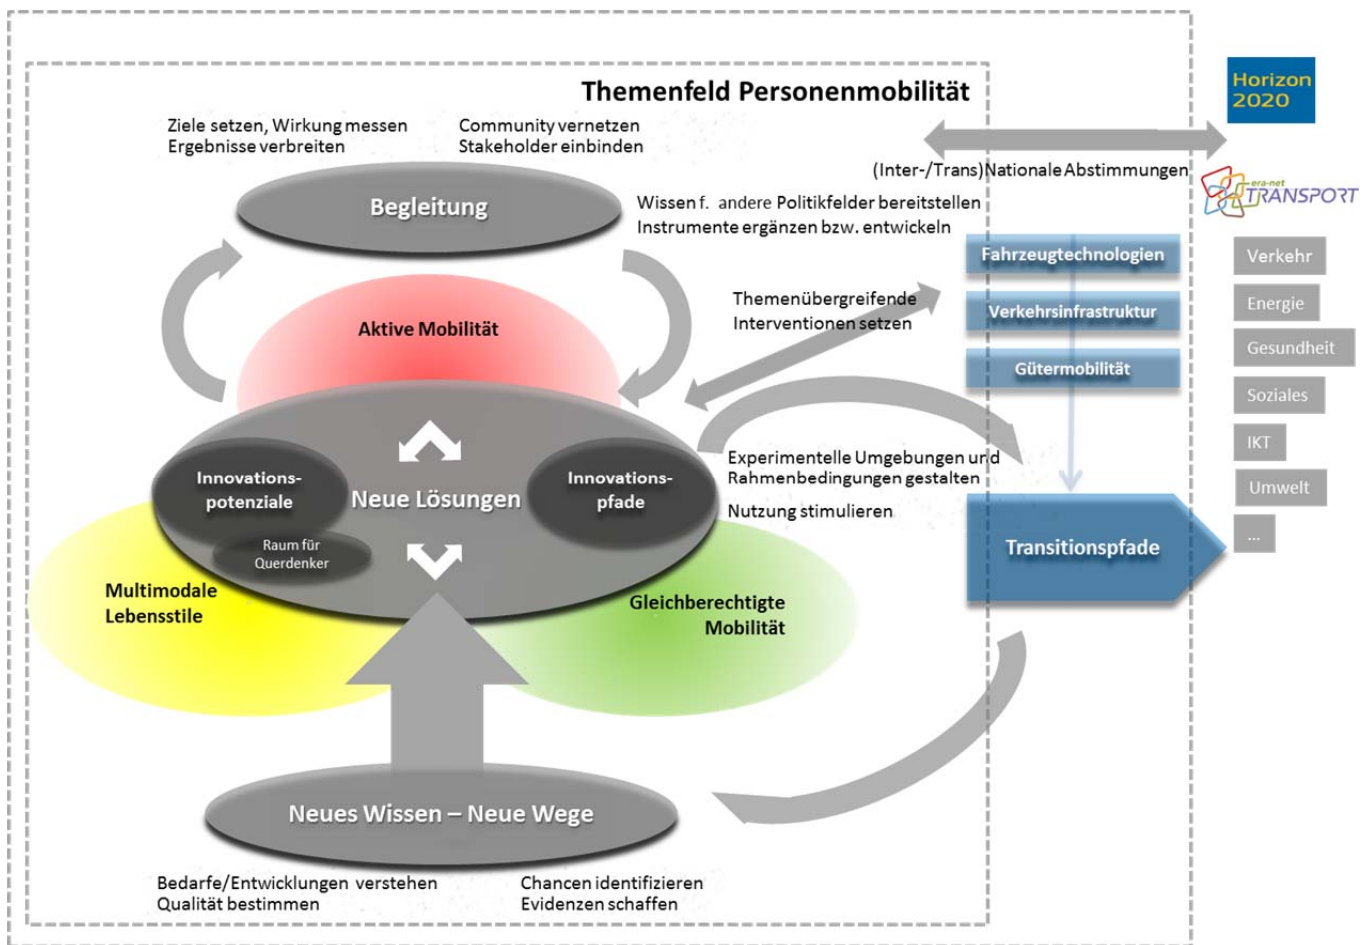 Themenfeld Personenmobilität
Horizon
2020
Ziele setzen, Wirkung messen
Ergebnisse verbreiten
Community vernetzen
Stakeholder einbinden
(Inter-/Trans)Nationale Abstimmungen
era-net
TRANSPORT
Begleitung
Wissen f. andere Politikfelder bereitstellen
Instrumente ergänzen bzw. entwickeln
Fahrzeugtechnologien
Verkehrsinfrastruktur
Gütermobilität
Verkehr
Energie
Gesundheit
Soziales
IKT
Umwelt
...
Themenübergreifende
Interventionen setzen
Aktive Mobilität
Innovations-
potenziale
Neue Lösungen
Innovations-
pfade
Raum für
Querdenker
Experimentelle Umgebungen und
Rahmenbedingungen gestalten
Nutzung stimulieren
Transitionspfade
Multimodale
Lebensstile
Gleichberechtigte
Mobilität
Neues Wissen – Neue Wege
Bedarfe/Entwicklungen verstehen
Qualität bestimmen
Chancen identifizieren
Evidenzen schaffen